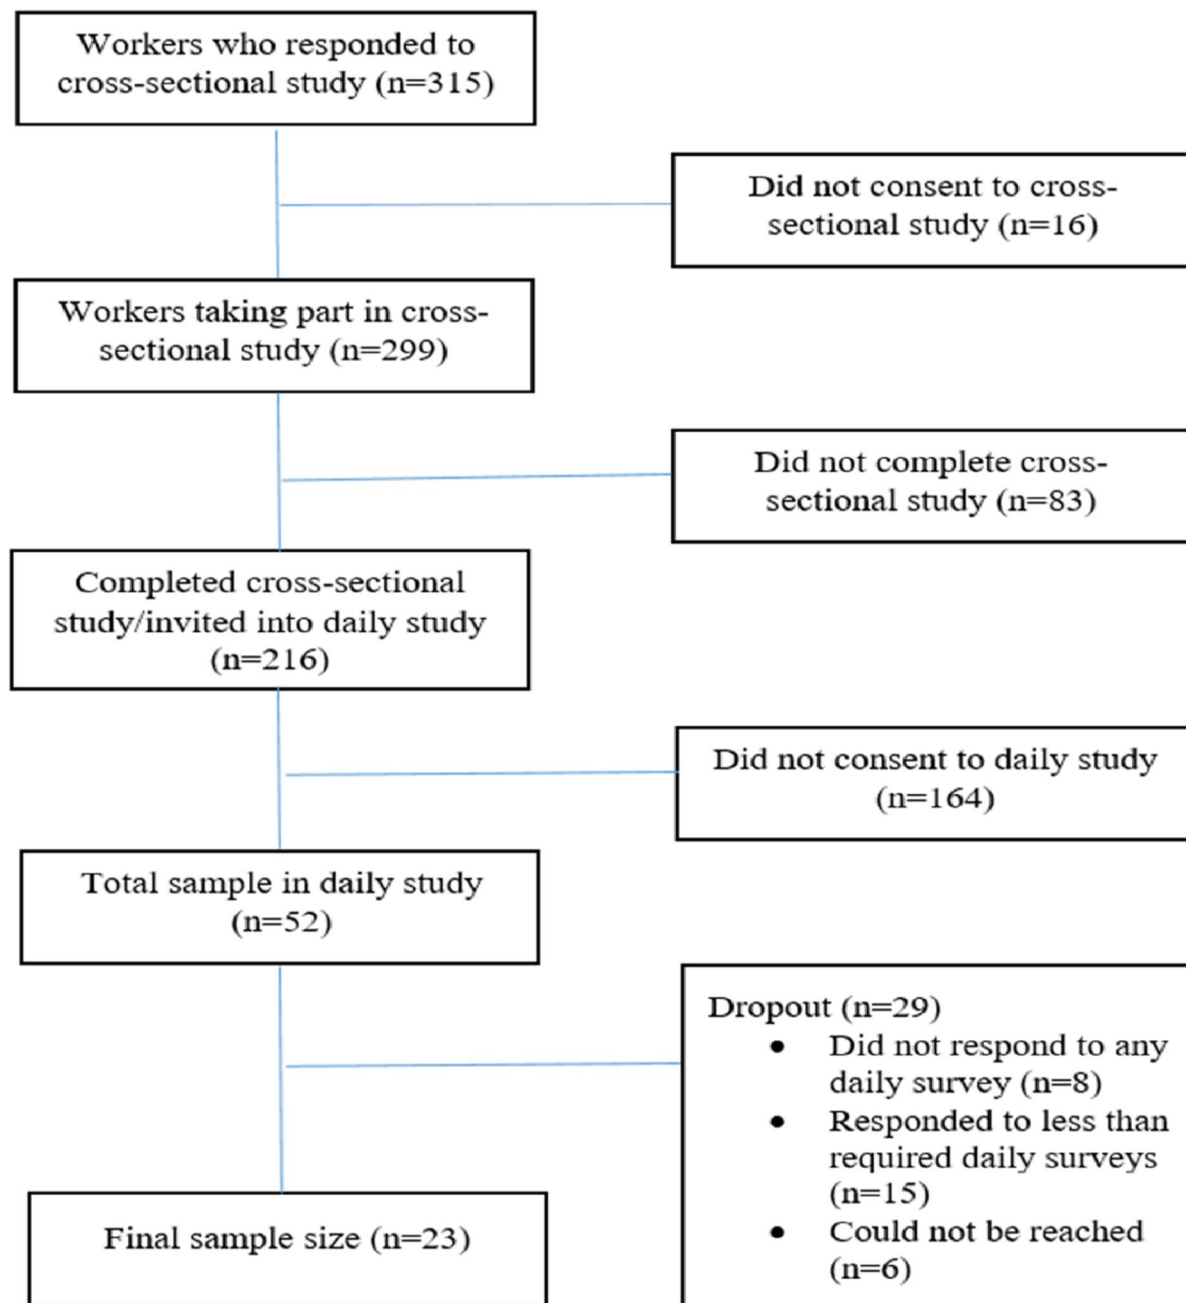 Workers who responded to
cross-sectional study (n=315)
Did not consent to cross-
sectional study (n=16)
Workers taking part in cross-
sectional study (n=299)
Did not complete cross-
sectional study (n=83)
Completed cross-sectional
study/invited into daily study
(n=216)
Did not consent to daily study
(n=164)
Total sample in daily study
(n=52)
Dropout (n=29)
• Did not respond to any
daily survey (n=8)
• Responded to less than
required daily surveys
(n=15)
• Could not be reached
(n=6)
Final sample size (n=23)